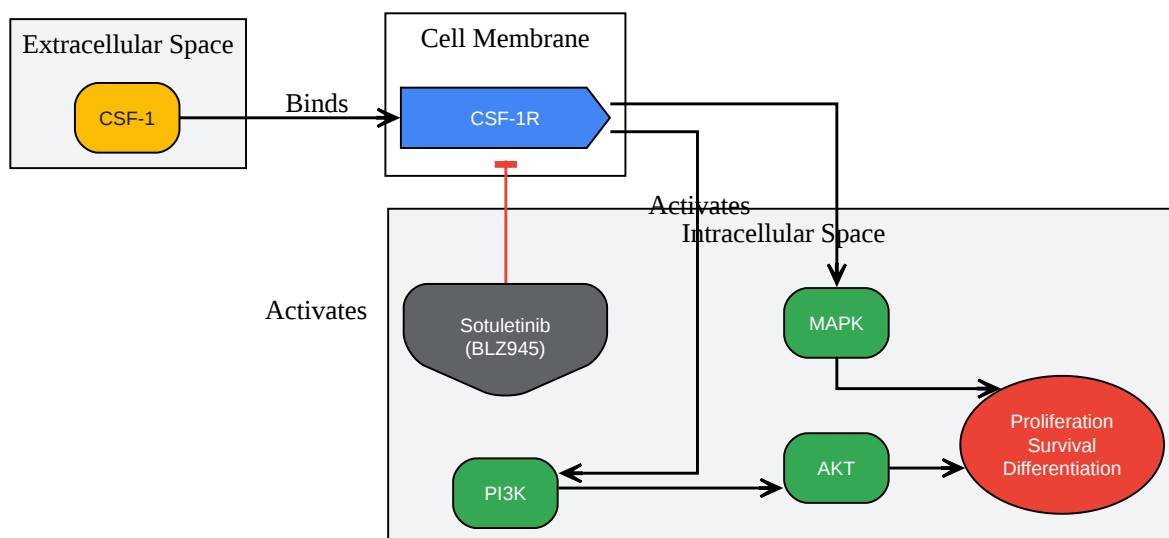 Extracellular Space
Cell Membrane
CSF-1
Binds
CSF-1R
Activates
Intracellular Space
Activates
Sotuletinib
(BLZ945)
MAPK
Proliferation
Survival
Differentiation
AKT
PI3K